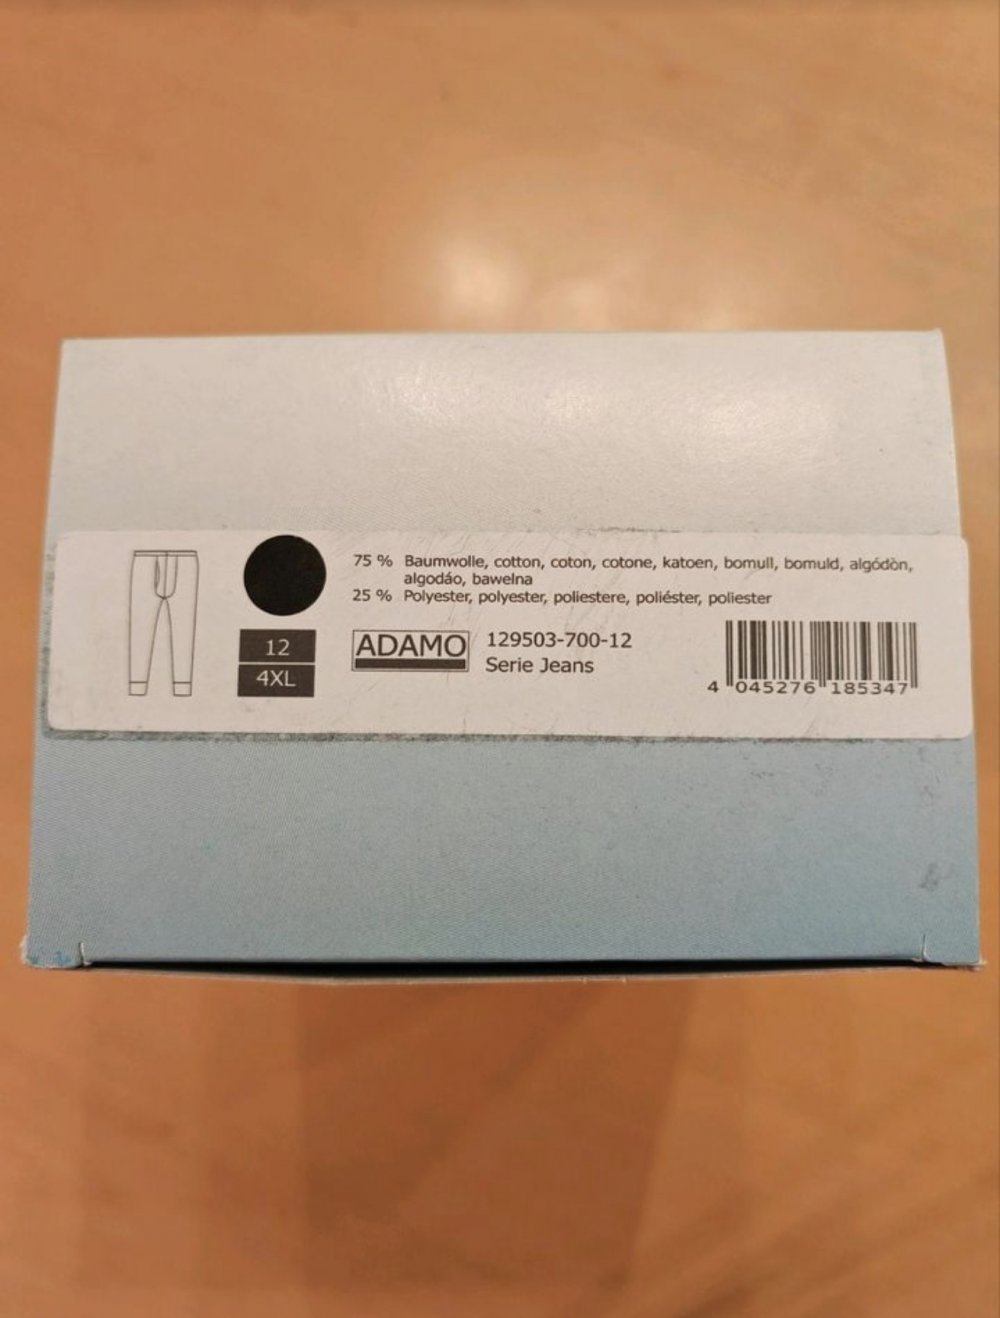 75 % Baumwolle, cotton, coton, cotone, katoen, bomull, bomuld, algódòn,
algodáo, bawelna
25 % Polyester, polyester, poliestere, poliéster, poliester
12
4XL
ADAMO
129503-700-12
Serie Jeans
4 045276 185347